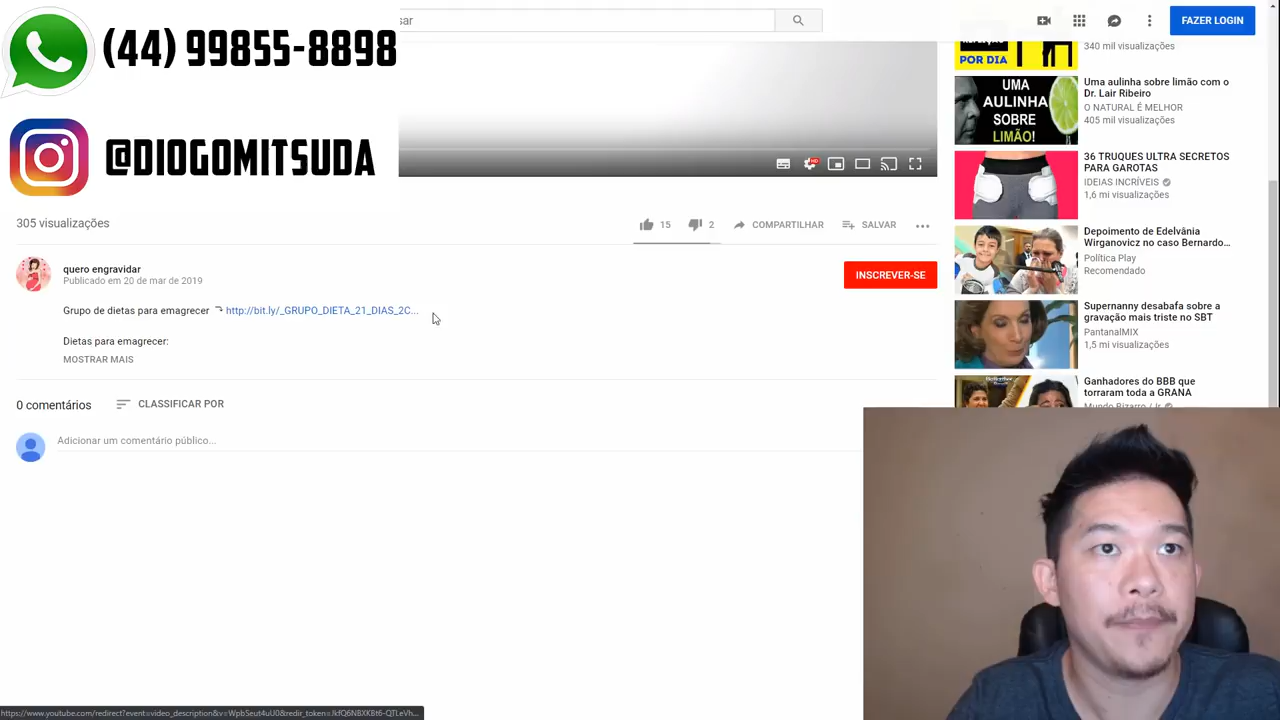 (44) 99855-8898
@DIOGOMITSUDA
sar
FAZER LOGIN
POR DIA
340 mil visualizações
UMA
AULINHA
SOBRE
LIMÃO!
Uma aulinha sobre limão com o
Dr. Lair Ribeiro
O NATURAL É MELHOR
405 mil visualizações
36 TRUQUES ULTRA SECRETOS
PARA GAROTAS
IDEIAS INCRÍVEIS
1,6 mi visualizações
Depoimento de Edelvânia
Wirganovicz no caso Bernardo...
Política Play
Recomendado
Supernanny desabafa sobre a
gravação mais triste no SBT
PantanalMIX
1,5 mi visualizações
Ganhadores do BBB que
torraram toda a GRANA
HD
305 visualizações
15
2
COMPARTILHAR
SALVAR
quero engravidar
Publicado em 20 de mar de 2019
INSCREVER-SE
Grupo de dietas para emagrecer http://bit.ly/_GRUPO_DIETA_21_DIAS_2C...
Dietas para emagrecer:
MOSTRAR MAIS
0 comentários
CLASSIFICAR POR
Adicionar um comentário público...